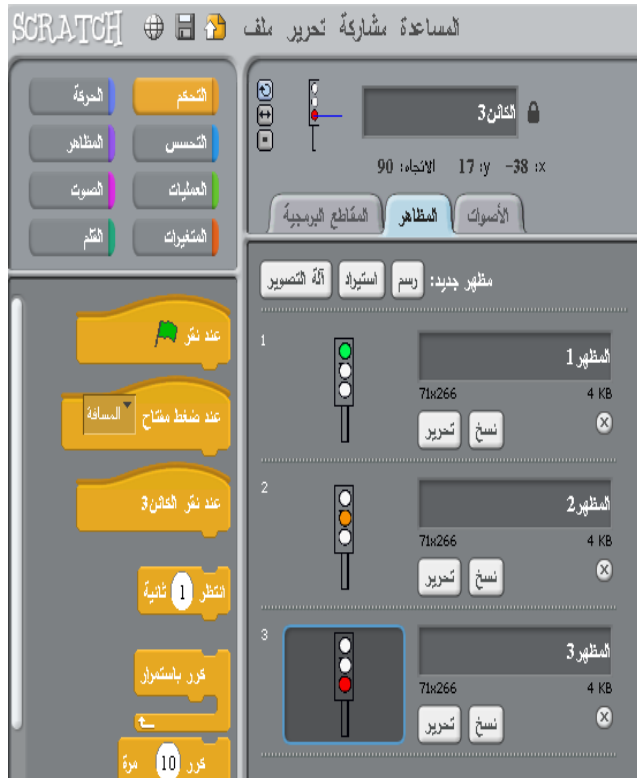 SCRATCH ملف تحرير مشاركة المساعدة
الحركة التحكم
المظاهر التحسس
الصوت العمليات
القلم المتغيرات
عند نقر
عند ضغط مفتاح المسافة
عند نقر الكائن3
انتظر 1 ثانية
كرر باستمرار
كرر 10 مرة
الكائن3
x: -38 y: 17 الاتجاه: 90
المقاطع البرمجية المظاهر الأصوات
مظهر جديد: رسم استيراد آلة التصوير
1
المظهر1
71x266 4 KB
تحرير نسخ
2
المظهر2
71x266 4 KB
تحرير نسخ
3
المظهر3
71x266 4 KB
تحرير نسخ